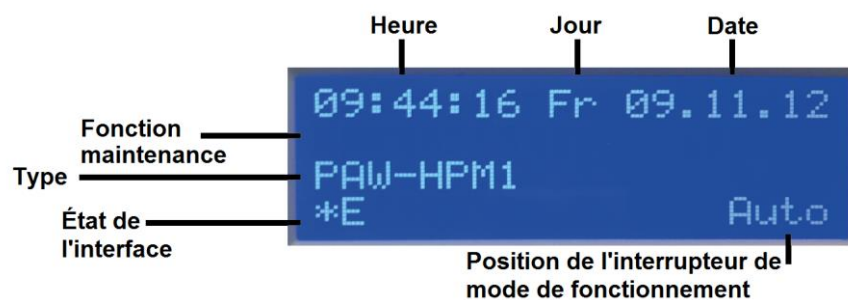 Heure Jour Date
09:44:16 Fr 09.11.12
Fonction
maintenance
Type
PAW-HPM1
État de
l'interface
*E Auto
Position de l'interrupteur de
mode de fonctionnement